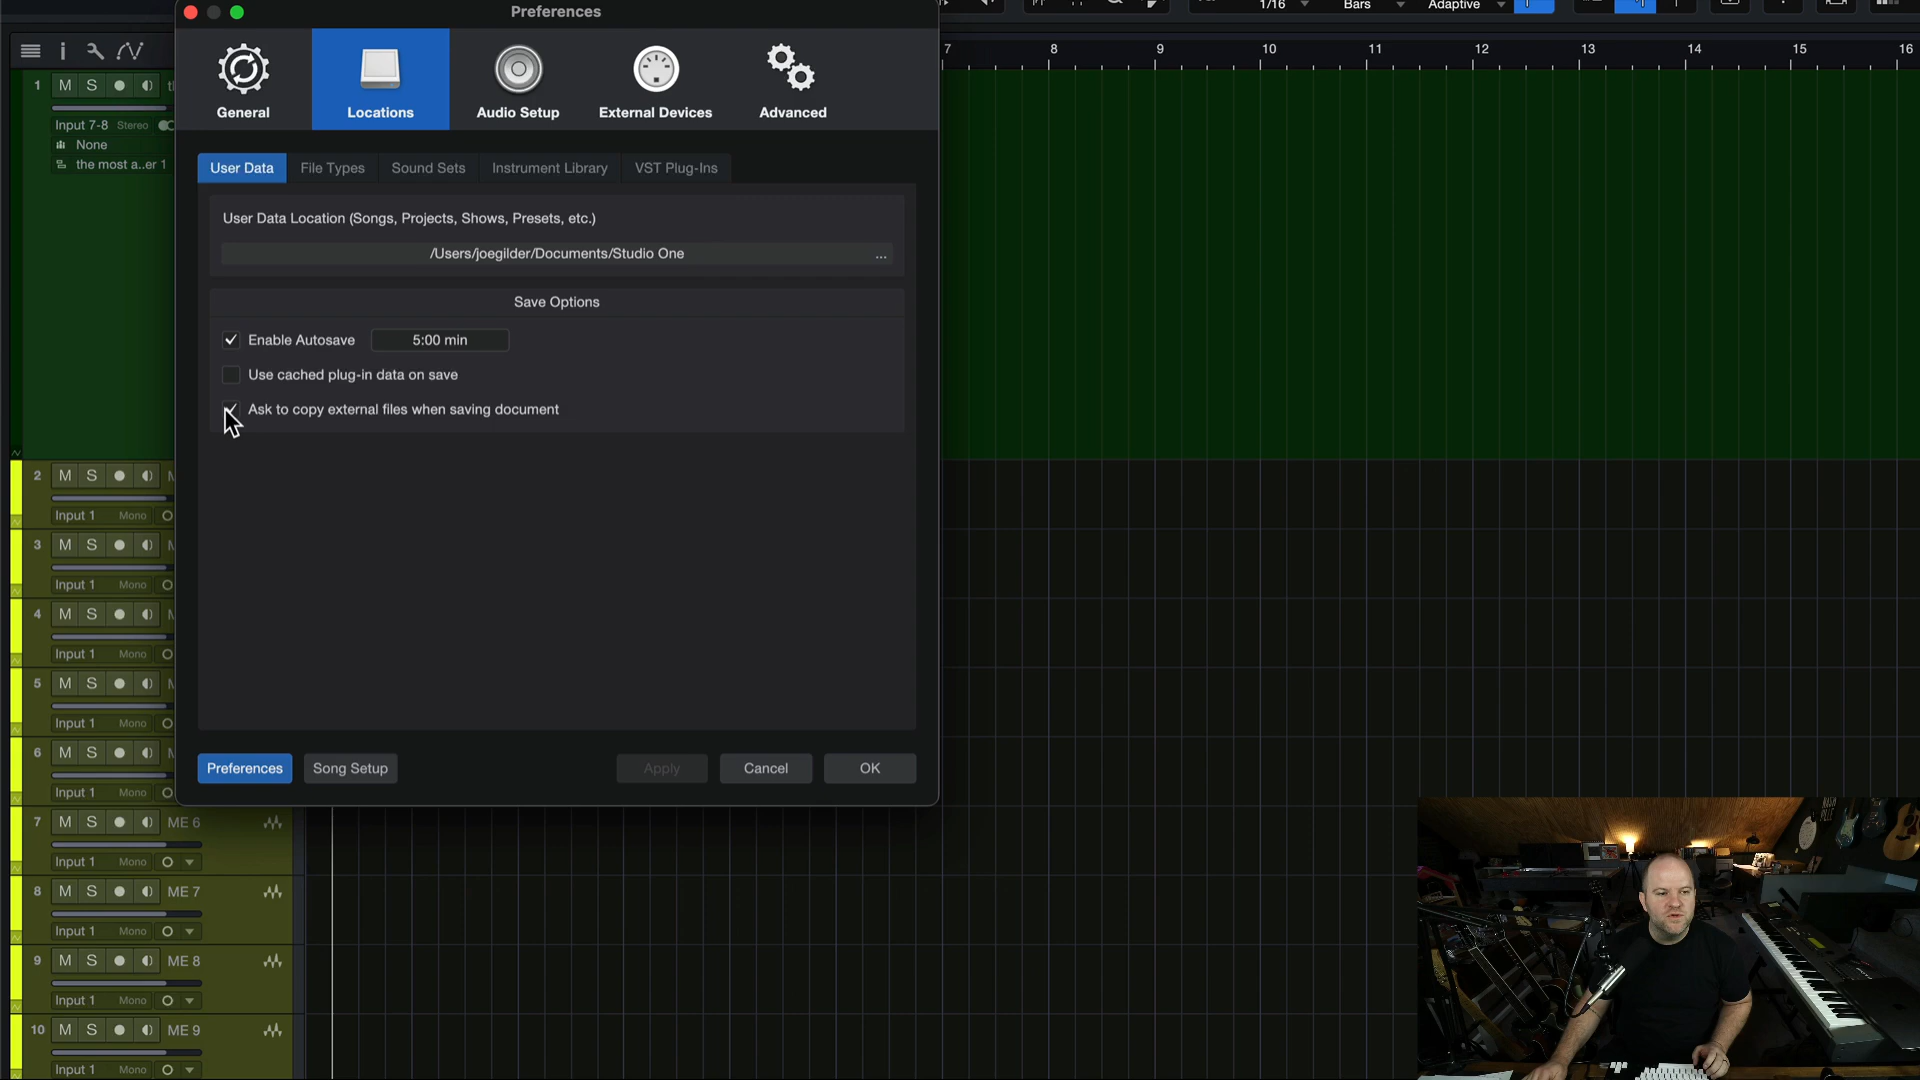 Preferences
1/16 Bars Adaptive
General Locations Audio Setup External Devices Advanced
7 8 9 10 11 12 13 14 15 16
1 M S
Input 7-8 Stereo
None
the most a..er 1
User Data File Types Sound Sets Instrument Library VST Plug-Ins
User Data Location (Songs, Projects, Shows, Presets, etc.)
/Users/joegilder/Documents/Studio One ...
Save Options
Enable Autosave 5:00 min
Use cached plug-in data on save
Ask to copy external files when saving document
2 M S
Input 1 Mono
3 M S
Input 1 Mono
4 M S
Input 1 Mono
5 M S
Input 1 Mono
6 M S
Input 1 Mono
Preferences Song Setup Apply Cancel OK
7 M S ME 6
Input 1 Mono
8 M S ME 7
Input 1 Mono
9 M S ME 8
Input 1 Mono
10 M S ME 9
Input 1 Mono